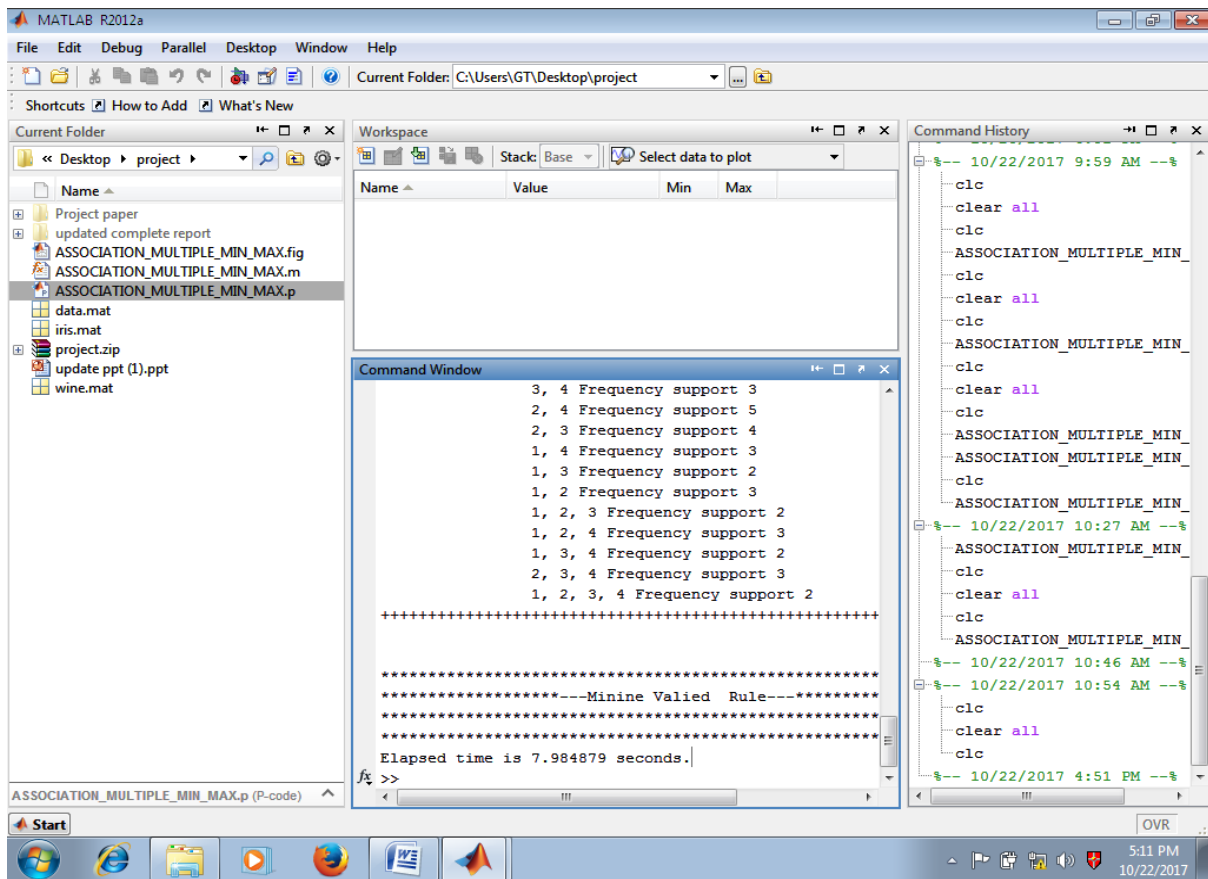 MATLAB R2012a
File Edit Debug Parallel Desktop Window Help
Current Folder: C:\Users\GT\Desktop\project
Shortcuts How to Add What's New
Current Folder
« Desktop project
Name
Project paper
updated complete report
ASSOCIATION_MULTIPLE_MIN_MAX.fig
ASSOCIATION_MULTIPLE_MIN_MAX.m
ASSOCIATION_MULTIPLE_MIN_MAX.p
data.mat
iris.mat
project.zip
update ppt (1).ppt
wine.mat
ASSOCIATION_MULTIPLE_MIN_MAX.p (P-code)
Workspace
Stack: Base Select data to plot
Name Value Min Max
Command Window
3, 4 Frequency support 3
2, 4 Frequency support 5
2, 3 Frequency support 4
1, 4 Frequency support 3
1, 3 Frequency support 2
1, 2 Frequency support 3
1, 2, 3 Frequency support 2
1, 2, 4 Frequency support 3
1, 3, 4 Frequency support 2
2, 3, 4 Frequency support 3
1, 2, 3, 4 Frequency support 2
+++++++++++++++++++++++++++++++++++++++++++++++++++++
*****************************************************
*******************---Minine Valied  Rule---*********
*****************************************************
*****************************************************
Elapsed time is 7.984879 seconds.
fx >>
Command History
%-- 10/22/2017 9:59 AM --%
clc
clear all
clc
ASSOCIATION_MULTIPLE_MIN_
clc
clear all
clc
ASSOCIATION_MULTIPLE_MIN_
clc
clear all
clc
ASSOCIATION_MULTIPLE_MIN_
ASSOCIATION_MULTIPLE_MIN_
clc
ASSOCIATION_MULTIPLE_MIN_
%-- 10/22/2017 10:27 AM --%
ASSOCIATION_MULTIPLE_MIN_
clc
clear all
clc
ASSOCIATION_MULTIPLE_MIN_
%-- 10/22/2017 10:46 AM --%
%-- 10/22/2017 10:54 AM --%
clc
clear all
clc
%-- 10/22/2017 4:51 PM --%
Start
OVR
5:11 PM
10/22/2017